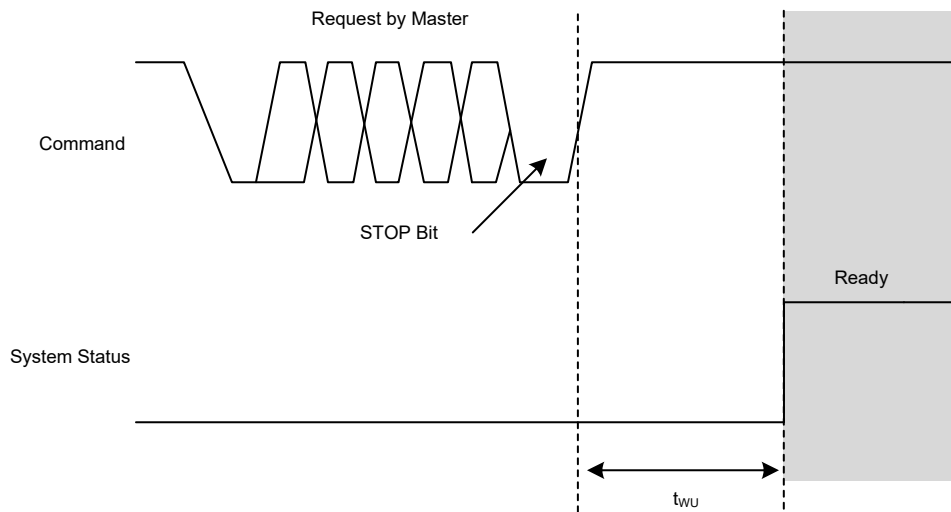 Request by Master
Command
STOP Bit
Ready
System Status
tWU